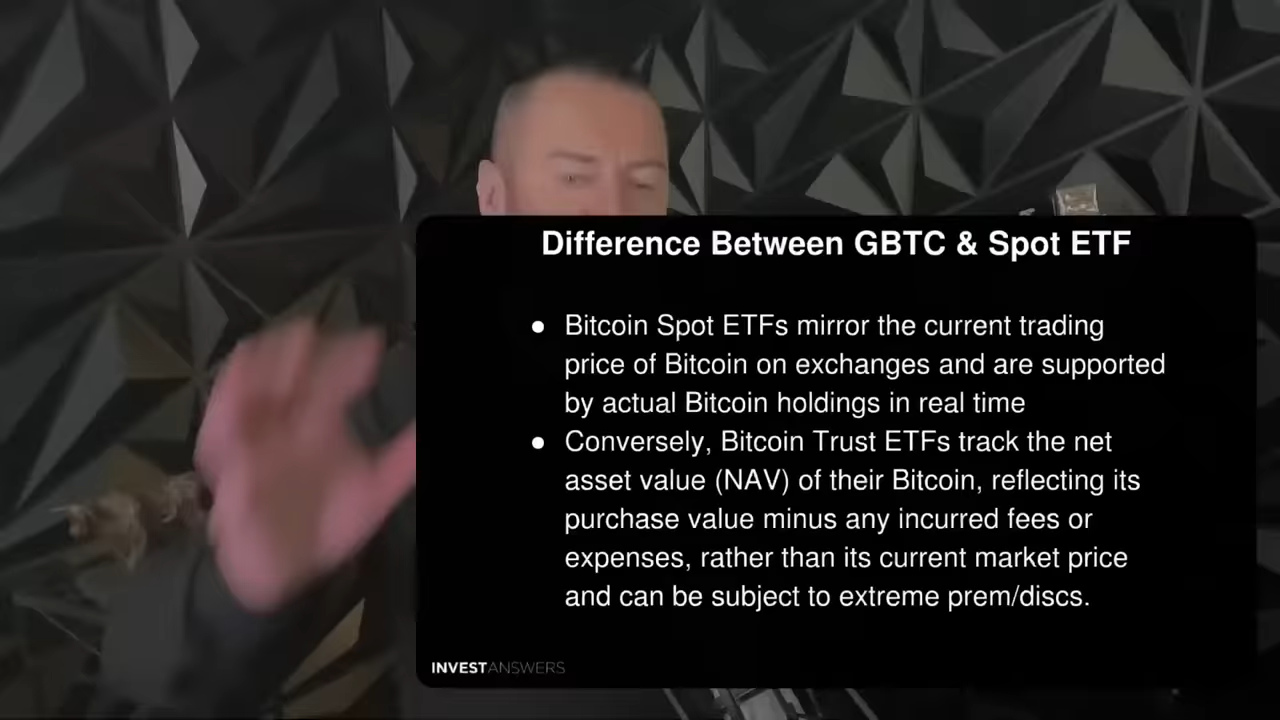 Difference Between GBTC & Spot ETF
● Bitcoin Spot ETFs mirror the current trading
price of Bitcoin on exchanges and are supported
by actual Bitcoin holdings in real time
● Conversely, Bitcoin Trust ETFs track the net
asset value (NAV) of their Bitcoin, reflecting its
purchase value minus any incurred fees or
expenses, rather than its current market price
and can be subject to extreme prem/discs.
INVESTANSWERS